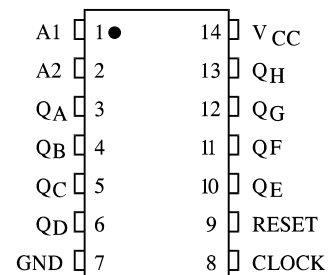 A1 1 14 VCC
A2 2 13 QH
QA 3 12 QG
QB 4 11 QF
QC 5 10 QE
QD 6 9 RESET
GND 7 8 CLOCK